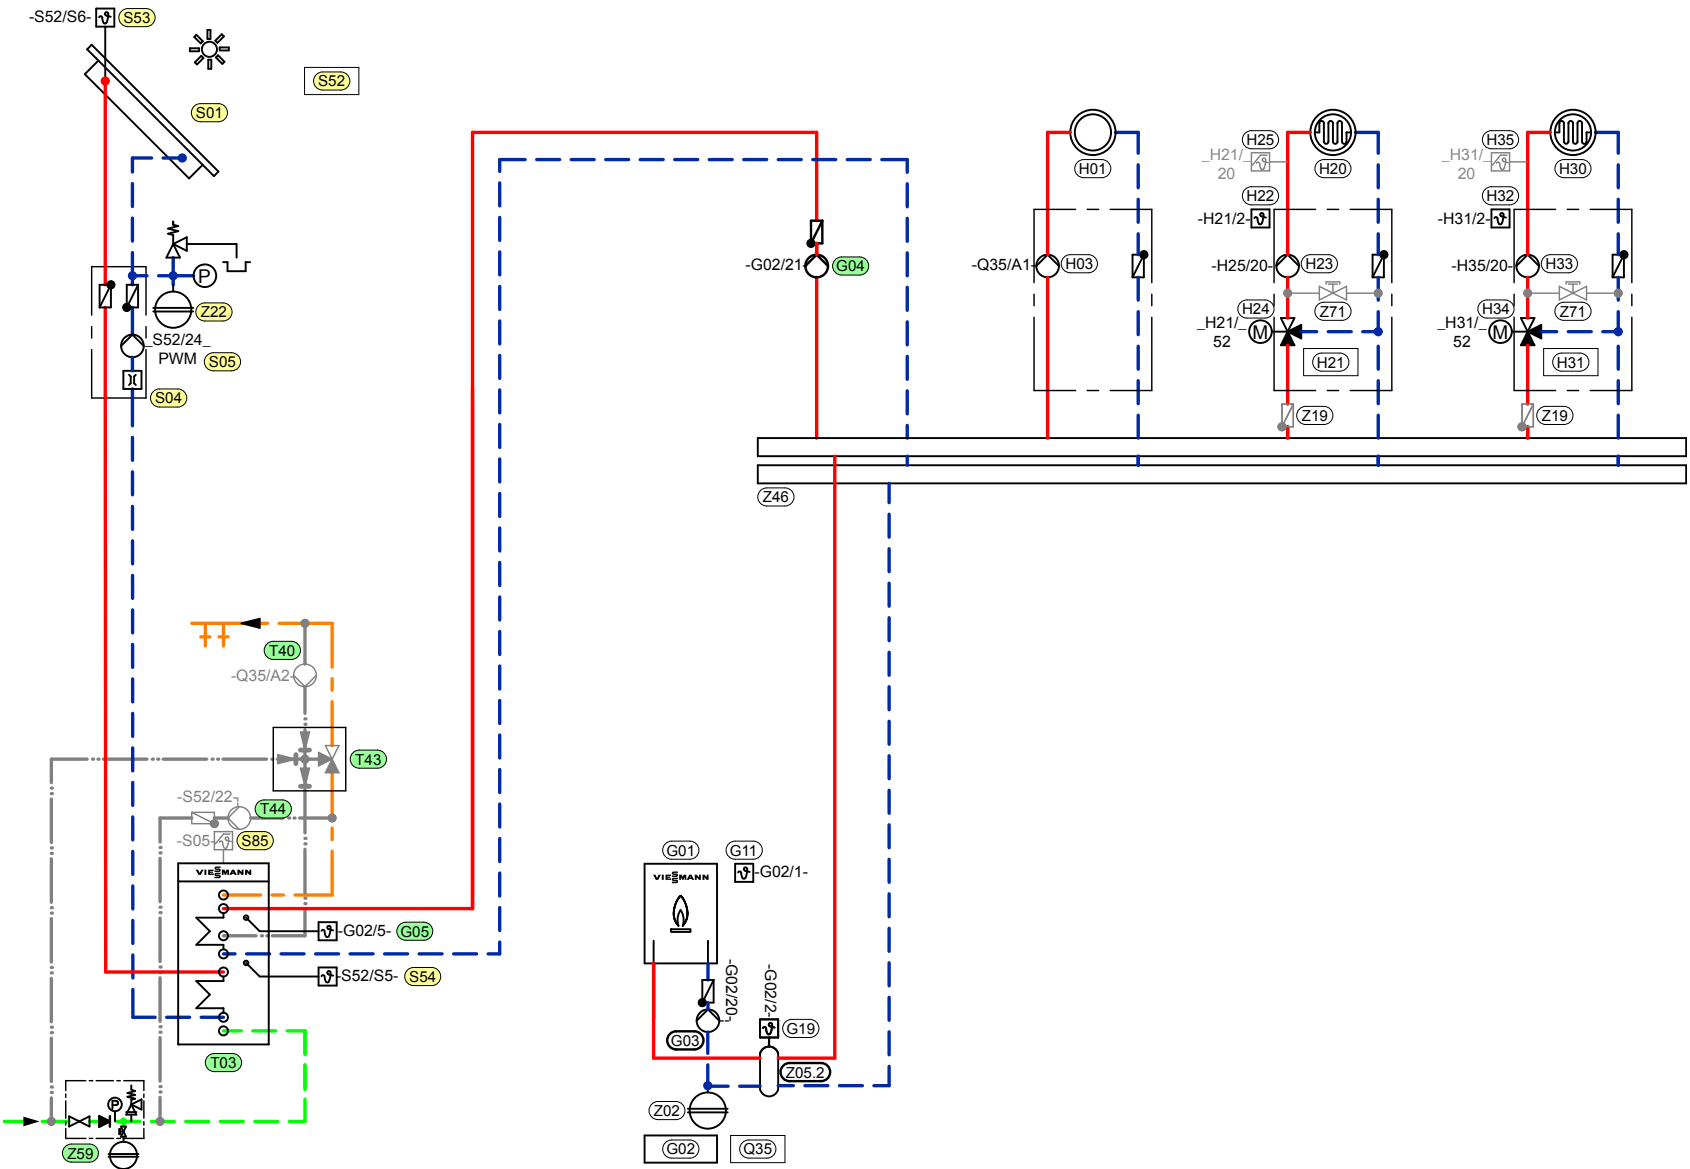 -S52/S6- S53
S52
S01
Z22
S52/24_
PWM S05
S04
-G02/21- G04
H01
-Q35/A1- H03
H25
_H21/_
20
H20
H22
-H21/2-
-H25/20- H23
Z71
H24
_H21/_
52
M
H21
Z19
H35
_H31/_
20
H30
H32
-H31/2-
-H35/20- H33
Z71
H34
_H31/_
52
M
H31
Z19
P
Z46
T40
-Q35/A2-
T43
-S52/22- T44
-S05- S85
VIESMANN
-G02/5- G05
-S52/S5- S54
T03
P
Z59
G01 G11
VIESMANN
-G02/1-
-G02/20-
-G02/2-
G19
G03
Z05.2
Z02
G02 Q35